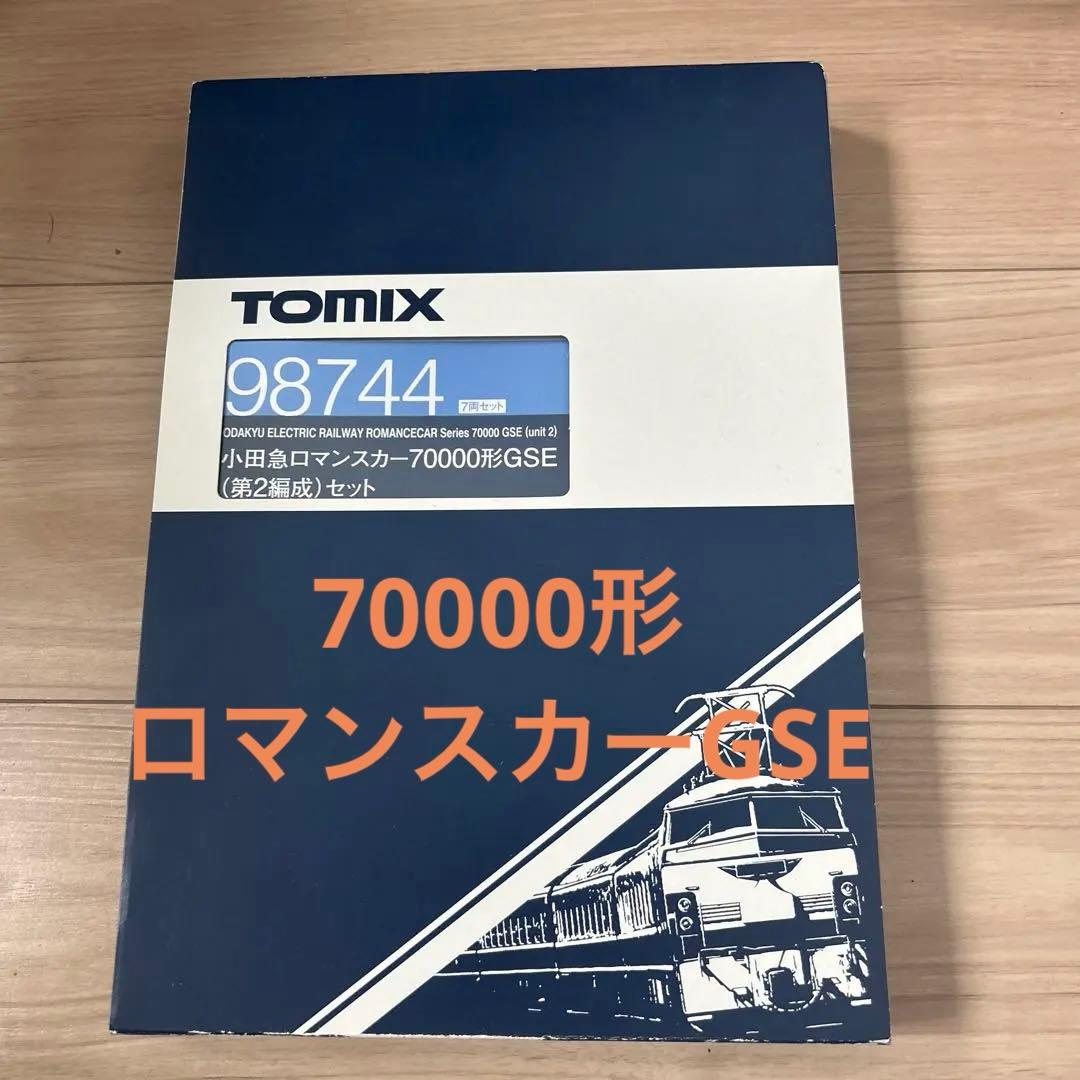 TOMIX
98744 7両セット
ODAKYU ELECTRIC RAILWAY ROMANCECAR Series 70000 GSE (unit 2)
小田急ロマンスカー70000形GSE
（第2編成）セット
70000形
ロマンスカーGSE